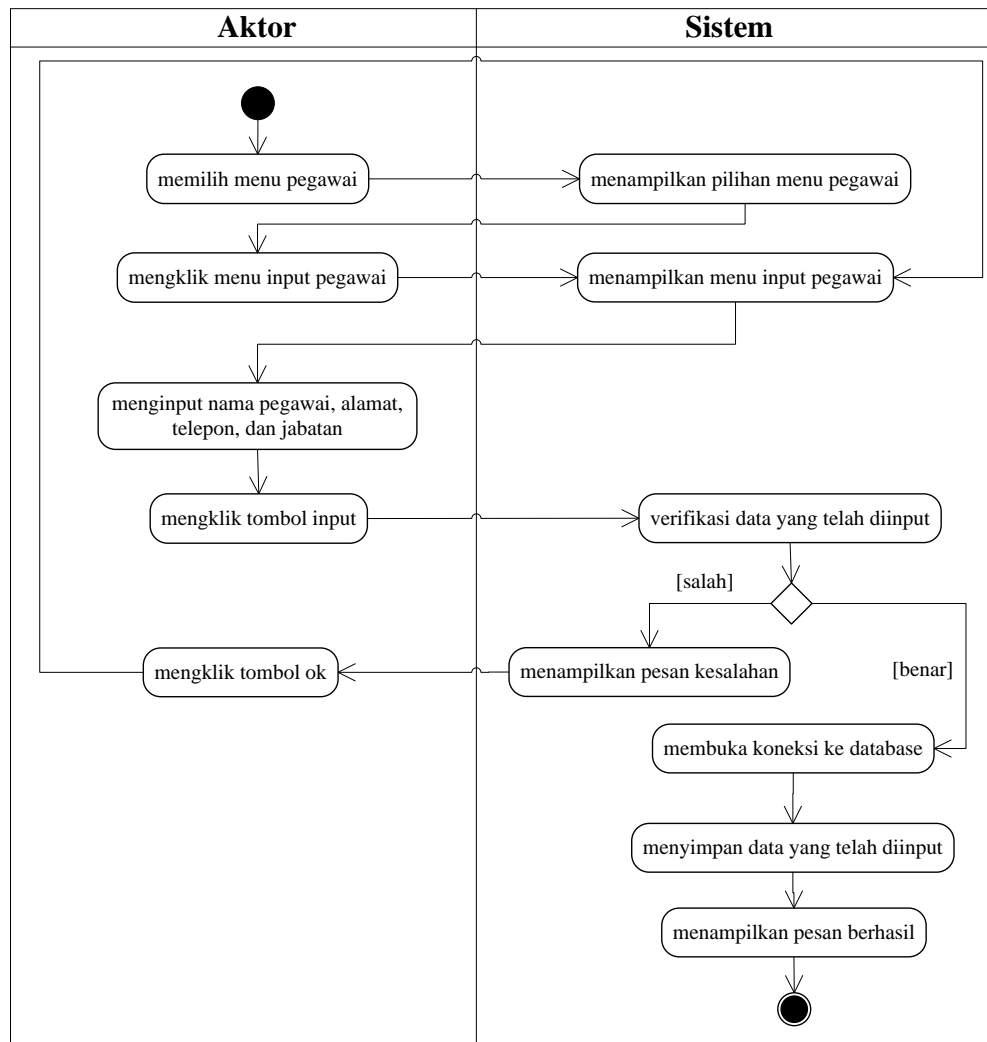 Aktor
Sistem
memilih menu pegawai
menampilkan pilihan menu pegawai
mengklik menu input pegawai
menampilkan menu input pegawai
menginput nama pegawai, alamat,
telepon, dan jabatan
mengklik tombol input
verifikasi data yang telah diinput
[salah]
mengklik tombol ok
menampilkan pesan kesalahan
[benar]
membuka koneksi ke database
menyimpan data yang telah diinput
menampilkan pesan berhasil